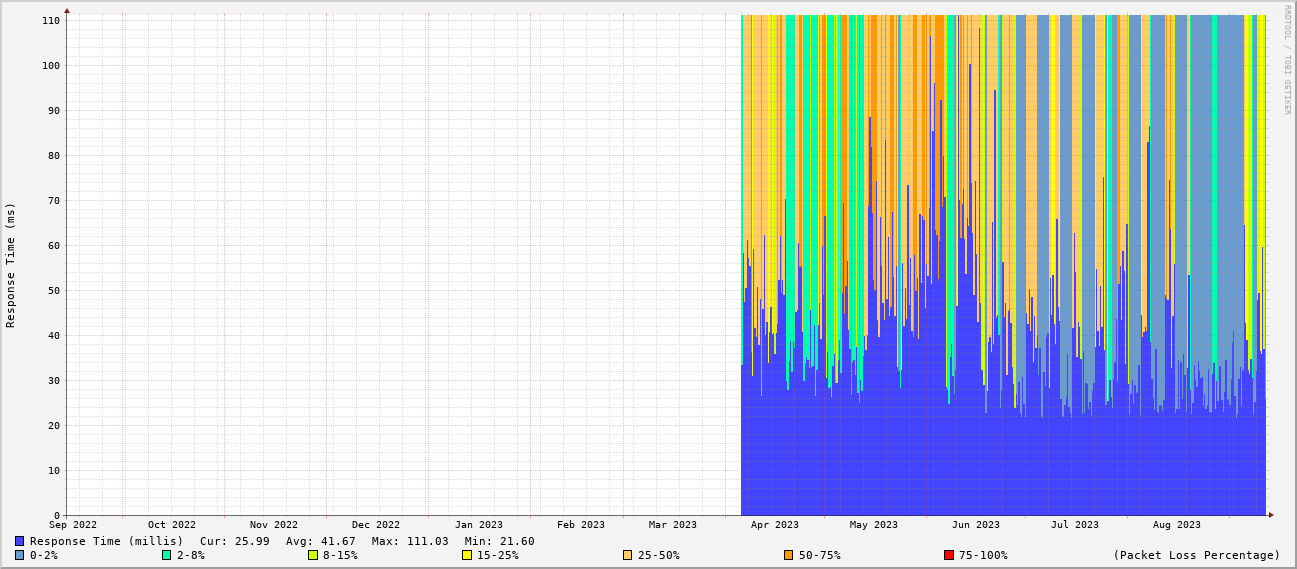 RRDTOOL / TOBI OETIKER
Response Time (ms)
110
100
90
80
70
60
50
40
30
20
10
0
Sep 2022 Oct 2022 Nov 2022 Dec 2022 Jan 2023 Feb 2023 Mar 2023 Apr 2023 May 2023 Jun 2023 Jul 2023 Aug 2023
Response Time (millis) Cur: 25.99 Avg: 41.67 Max: 111.03 Min: 21.60
0-2% 2-8% 8-15% 15-25% 25-50% 50-75% 75-100% (Packet Loss Percentage)